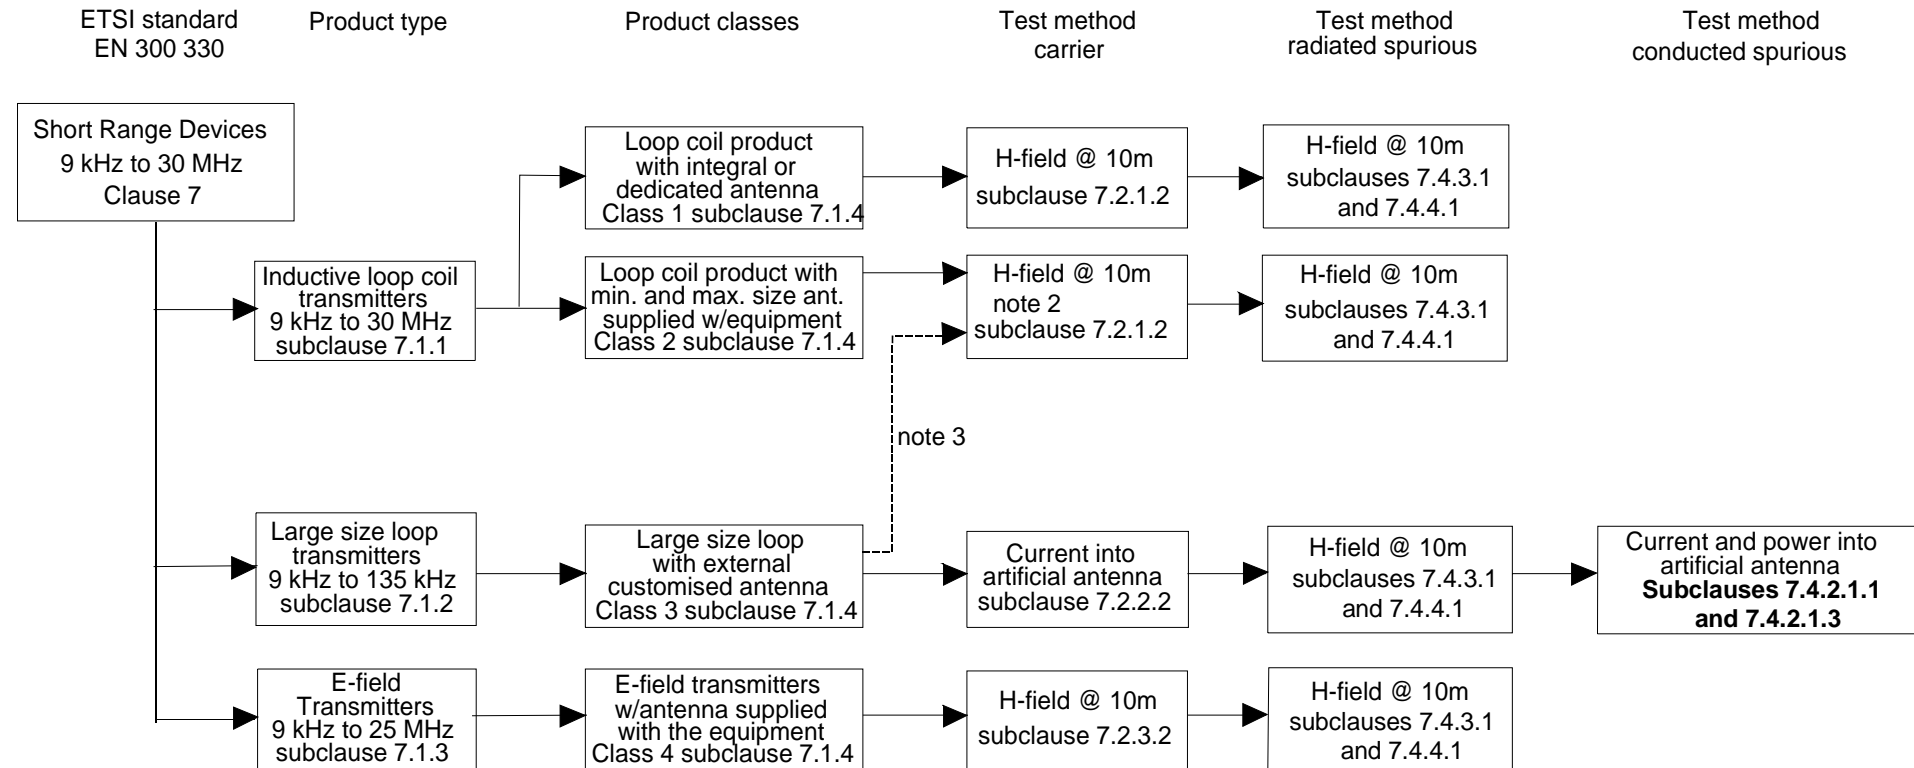 ETSI standard
EN 300 330
Product type
Product classes
Test method
carrier
Test method
radiated spurious
Test method
conducted spurious
Short Range Devices
9 kHz to 30 MHz
Clause 7
Loop coil product
with integral or
dedicated antenna
Class 1 subclause 7.1.4
H-field @ 10m
subclause 7.2.1.2
H-field @ 10m
subclauses 7.4.3.1
and 7.4.4.1
Inductive loop coil
transmitters
9 kHz to 30 MHz
subclause 7.1.1
Loop coil product with
min. and max. size ant.
supplied w/equipment
Class 2 subclause 7.1.4
H-field @ 10m
note 2
subclause 7.2.1.2
H-field @ 10m
subclauses 7.4.3.1
and 7.4.4.1
note 3
Large size loop
transmitters
9 kHz to 135 kHz
subclause 7.1.2
Large size loop
with external
customised antenna
Class 3 subclause 7.1.4
Current into
artificial antenna
subclause 7.2.2.2
H-field @ 10m
subclauses 7.4.3.1
and 7.4.4.1
Current and power into
artificial antenna
Subclauses 7.4.2.1.1
and 7.4.2.1.3
E-field
Transmitters
9 kHz to 25 MHz
subclause 7.1.3
E-field transmitters
w/antenna supplied
with the equipment
Class 4 subclause 7.1.4
H-field @ 10m
subclause 7.2.3.2
H-field @ 10m
subclauses 7.4.3.1
and 7.4.4.1